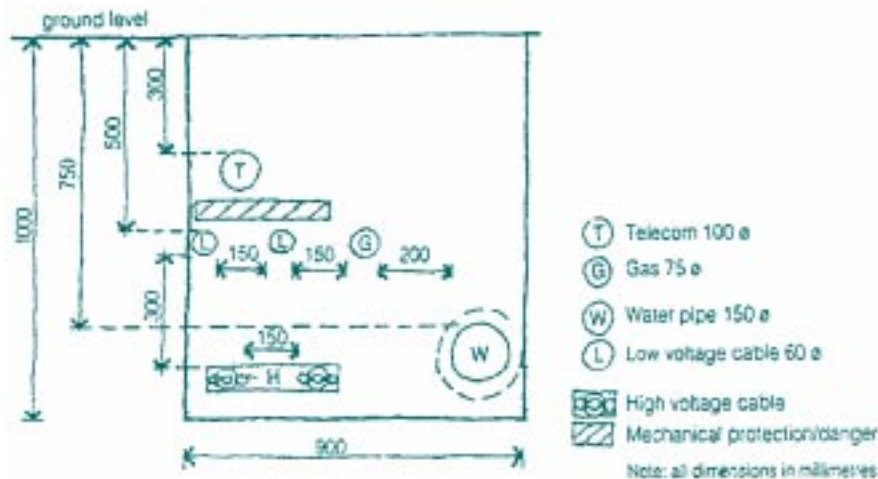 ground level
300
500
750
1000
T
L
L
G
150
150
200
300
150
H
W
900
T Telecom 100 ø
G Gas 75 ø
W Water pipe 150 ø
L Low voltage cable 60 ø
High voltage cable
Mechanical protection/danger
Note: all dimensions in millimetres